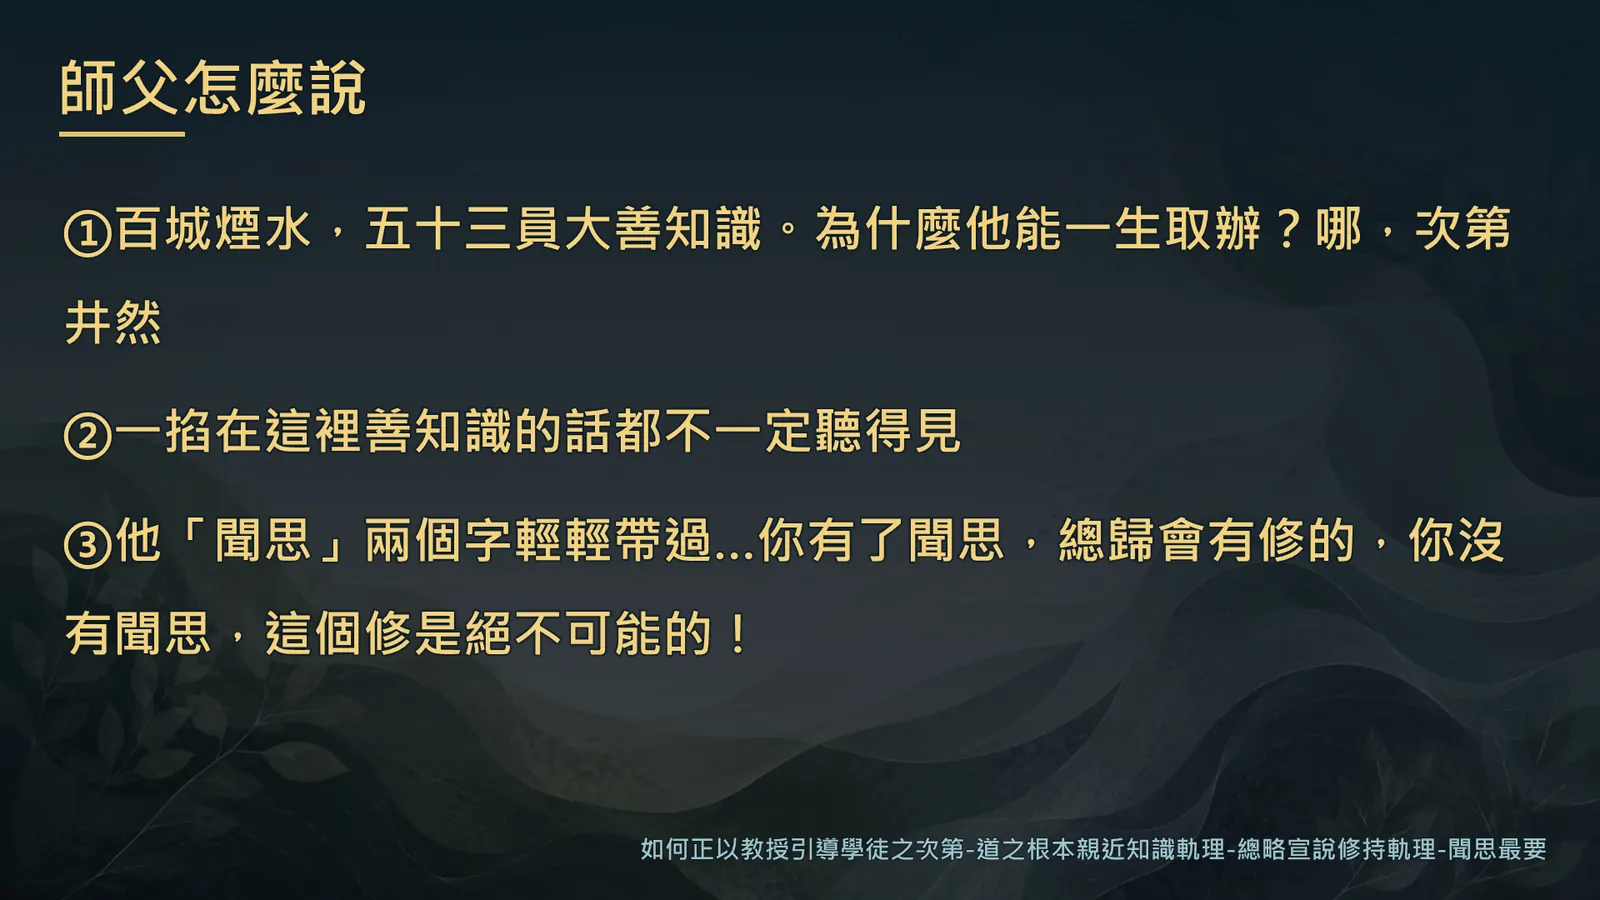 師父怎麼說
①百城煙水，五十三員大善知識。為什麼他能一生取辦？哪，次第
井然
②一掐在這裡善知識的話都不一定聽得見
③他「聞思」兩個字輕輕帶過...你有了聞思，總歸會有修的，你沒
有聞思，這個修是絕不可能的！
如何正以教授引導學徒之次第-道之根本親近知識軌理-總略宣說修持軌理-聞思最要